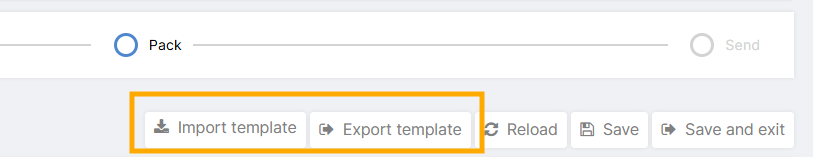 Pack
Send
Import template
Export template
Reload
Save
Save and exit